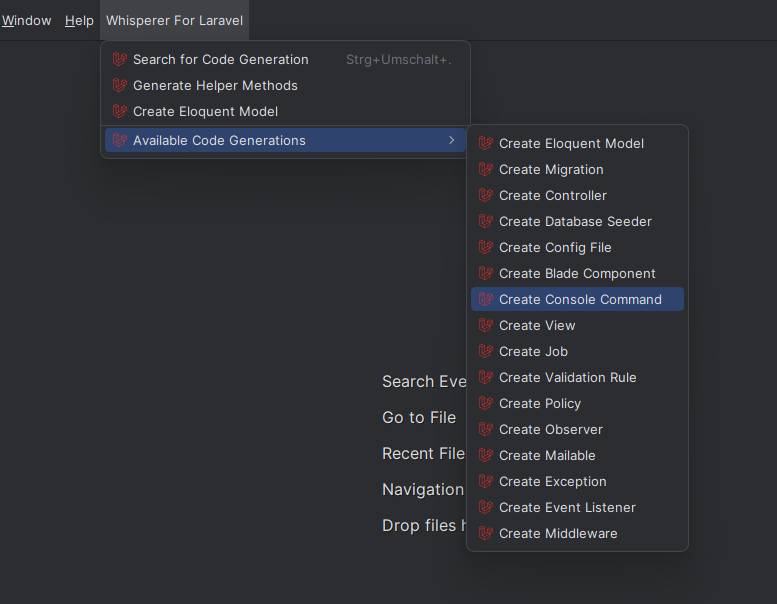 Window Help Whisperer For Laravel
Search for Code Generation Strg+Umschalt+.
Generate Helper Methods
Create Eloquent Model
Available Code Generations
Create Eloquent Model
Create Migration
Create Controller
Create Database Seeder
Create Config File
Create Blade Component
Create Console Command
Create View
Create Job
Create Validation Rule
Create Policy
Create Observer
Create Mailable
Create Exception
Create Event Listener
Create Middleware
Search Eve
Go to File
Recent File
Navigation
Drop files h